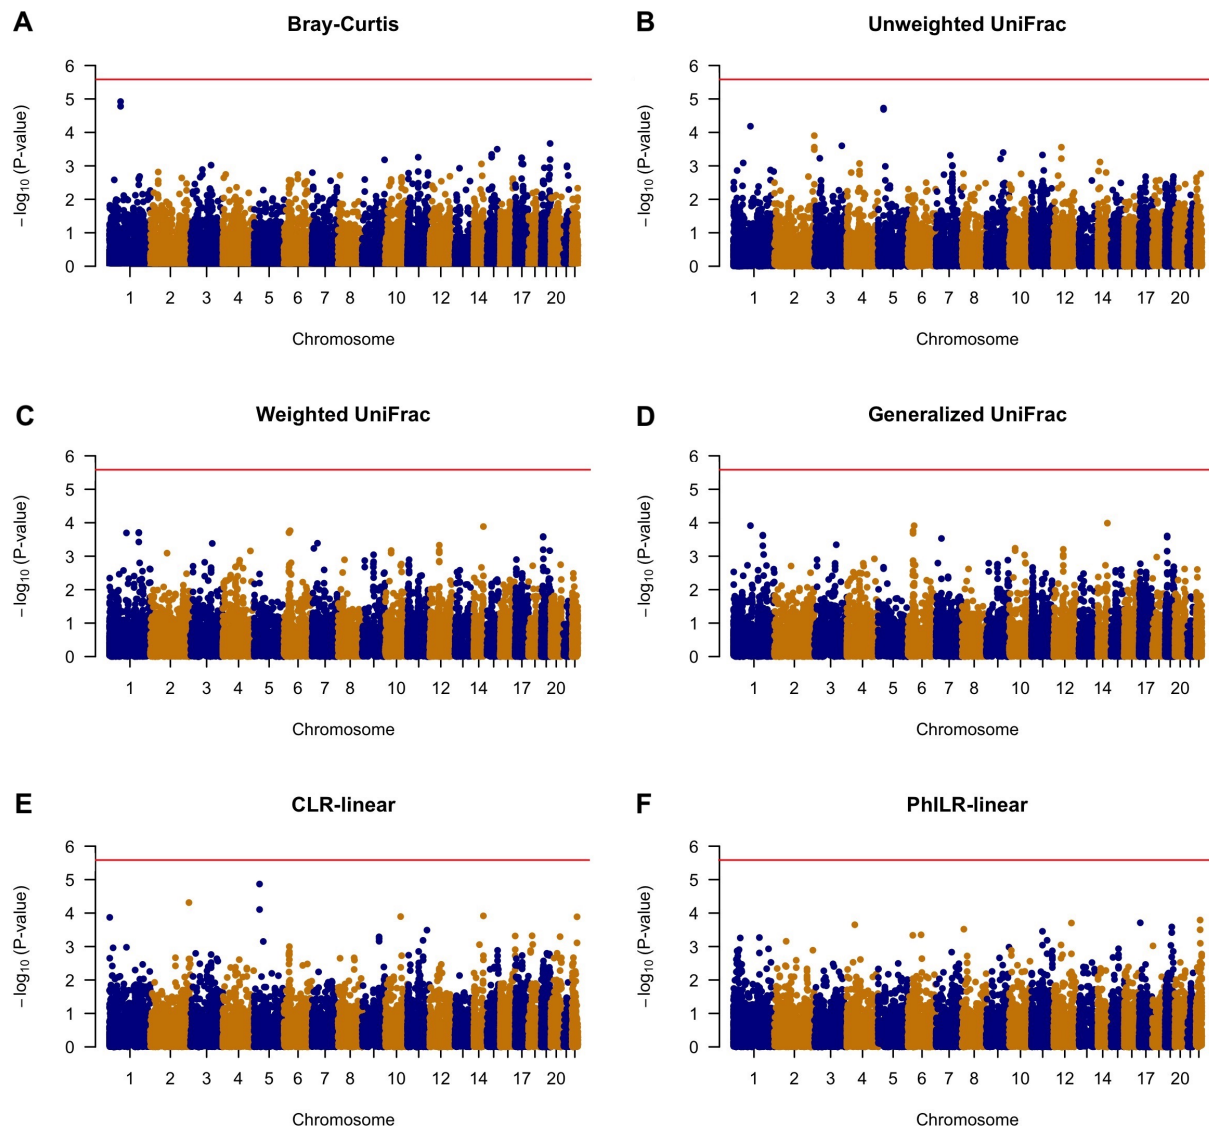 A
Bray-Curtis
6
5
4
3
2
1
0
−log10 (P-value)
1 2 3 4 5 6 7 8 10 12 14 17 20
Chromosome
B
Unweighted UniFrac
6
5
4
3
2
1
0
−log10 (P-value)
1 2 3 4 5 6 7 8 10 12 14 17 20
Chromosome
C
Weighted UniFrac
6
5
4
3
2
1
0
−log10 (P-value)
1 2 3 4 5 6 7 8 10 12 14 17 20
Chromosome
D
Generalized UniFrac
6
5
4
3
2
1
0
−log10 (P-value)
1 2 3 4 5 6 7 8 10 12 14 17 20
Chromosome
E
CLR-linear
6
5
4
3
2
1
0
−log10 (P-value)
1 2 3 4 5 6 7 8 10 12 14 17 20
Chromosome
F
PhILR-linear
6
5
4
3
2
1
0
−log10 (P-value)
1 2 3 4 5 6 7 8 10 12 14 17 20
Chromosome